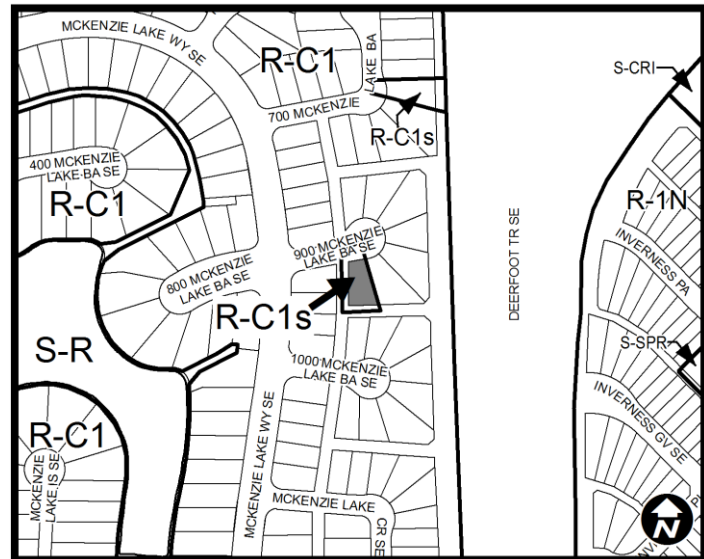 MCKENZIE LAKE WY SE
R-C1
LAKE BA
700 MCKENZIE
R-C1s
S-CRI
400 MCKENZIE
LAKE BA SE
R-C1
R-1N
INVERNESS PA
DEERFOOT TR SE
900 MCKENZIE
LAKE BA SE
800 MCKENZIE
LAKE BA SE
R-C1s
S-R
S-SPR
1000 MCKENZIE
LAKE BA SE
INVERNESS GV SE
R-C1
MCKENZIE
LAKE IS SE
MCKENZIE LAKE WY SE
MCKENZIE LAKE
CR SE
N